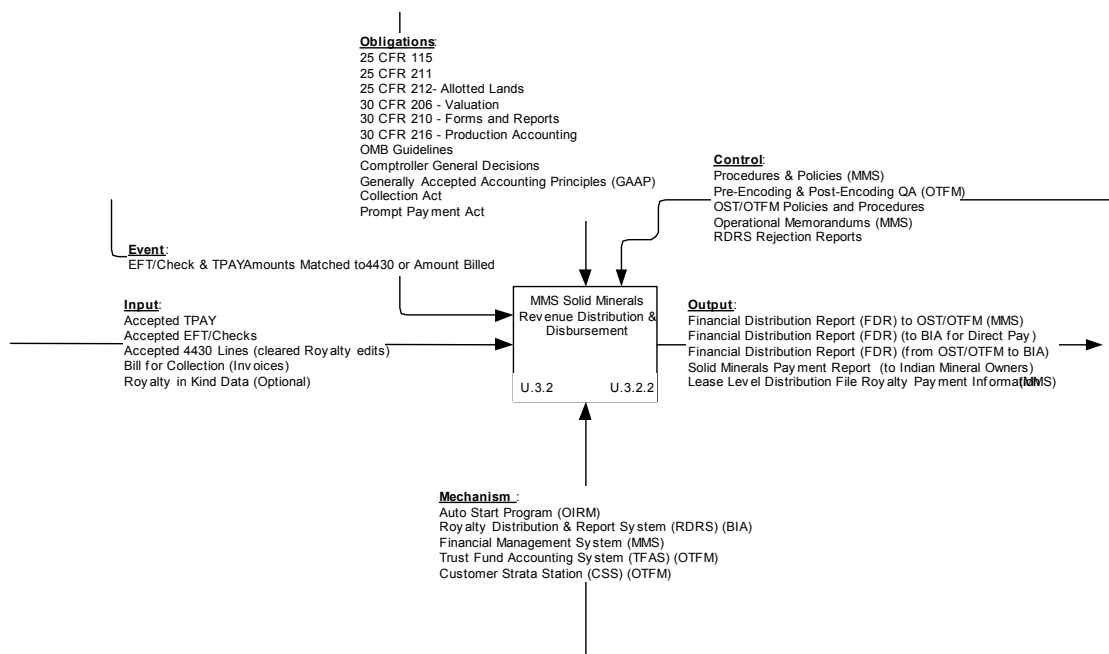 Obligations:
25 CFR 115
25 CFR 211
25 CFR 212- Allotted Lands
30 CFR 206 - Valuation
30 CFR 210 - Forms and Reports
30 CFR 216 - Production Accounting
OMB Guidelines
Comptroller General Decisions
Generally Accepted Accounting Principles (GAAP)
Collection Act
Prompt Payment Act
Control:
Procedures & Policies (MMS)
Pre-Encoding & Post-Encoding QA (OTFM)
OST/OTFM Policies and Procedures
Operational Memorandums (MMS)
RDRS Rejection Reports
Event:
EFT/Check & TPAYAmounts Matched to4430 or Amount Billed
Input:
Accepted TPAY
Accepted EFT/Checks
Accepted 4430 Lines (cleared Royalty edits)
Bill for Collection (Invoices)
Royalty in Kind Data (Optional)
MMS Solid Minerals
Revenue Distribution &
Disbursement
U.3.2 U.3.2.2
Output:
Financial Distribution Report (FDR) to OST/OTFM (MMS)
Financial Distribution Report (FDR) (to BIA for Direct Pay)
Financial Distribution Report (FDR) (from OST/OTFM to BIA)
Solid Minerals Payment Report (to Indian Mineral Owners)
Lease Level Distribution File Royalty Payment Information (MMS)
Mechanism :
Auto Start Program (OIRM)
Royalty Distribution & Report System (RDRS) (BIA)
Financial Management System (MMS)
Trust Fund Accounting System (TFAS) (OTFM)
Customer Strata Station (CSS) (OTFM)